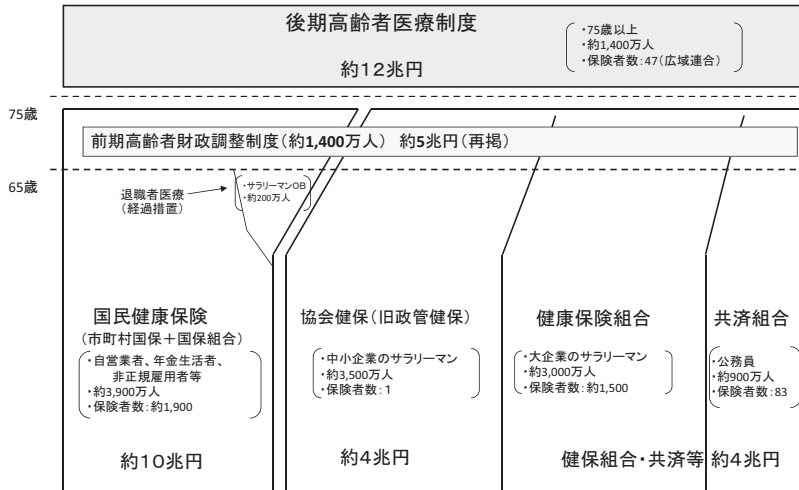 後期高齢者医療制度
約12兆円
・75歳以上
・約1,400万人
・保険者数:47(広域連合)
75歳
前期高齢者財政調整制度(約1,400万人) 約5兆円(再掲)
65歳
退職者医療
(経過措置)
・サラリーマンOB
・約200万人
国民健康保険
(市町村国保+国保組合)
・自営業者、年金生活者、
非正規雇用者等
・約3,900万人
・保険者数:約1,900
約10兆円
協会健保(旧政管健保)
・中小企業のサラリーマン
・約3,500万人
・保険者数:1
約4兆円
健康保険組合
・大企業のサラリーマン
・約3,000万人
・保険者数:約1,500
共済組合
・公務員
・約900万人
・保険者数:83
健保組合・共済等 約4兆円